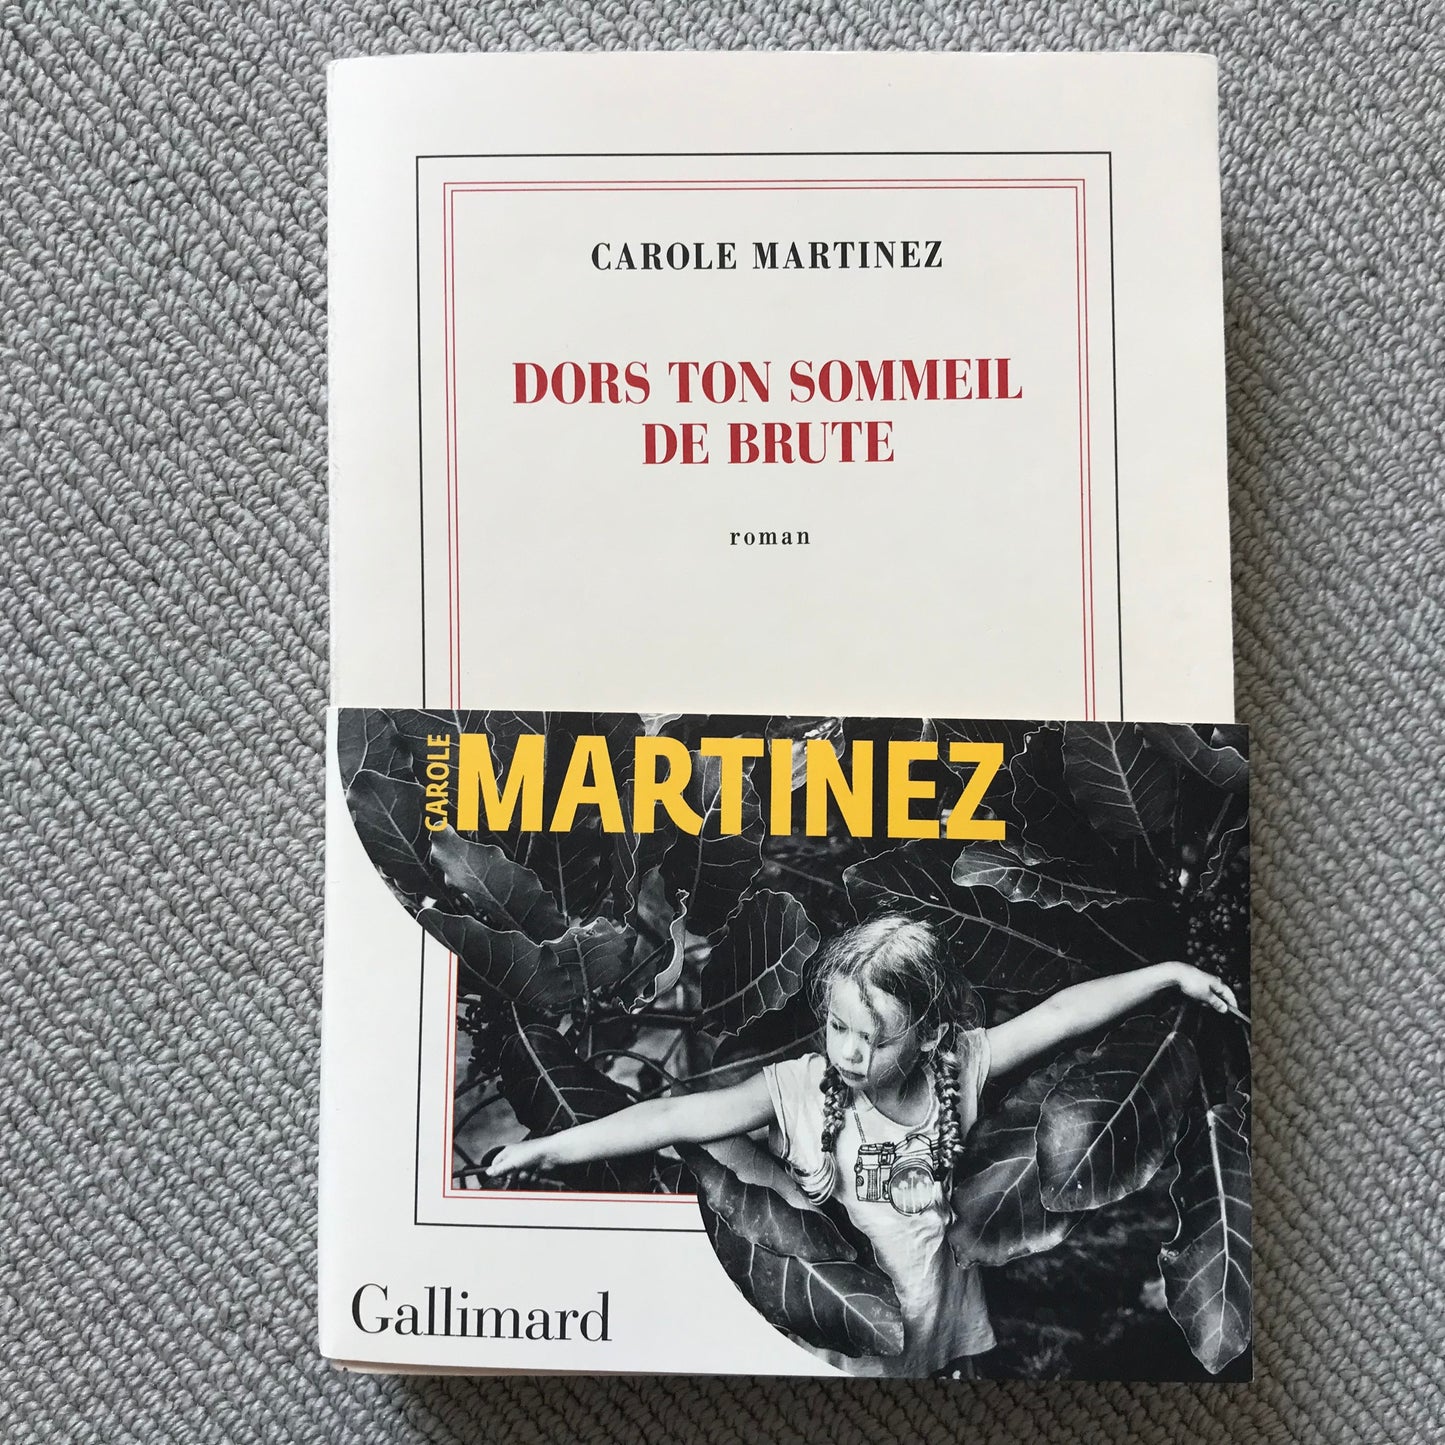 CAROLE MARTINEZ
DORS TON SOMMEIL
DE BRUTE
roman
CAROLE
MARTINEZ
Gallimard